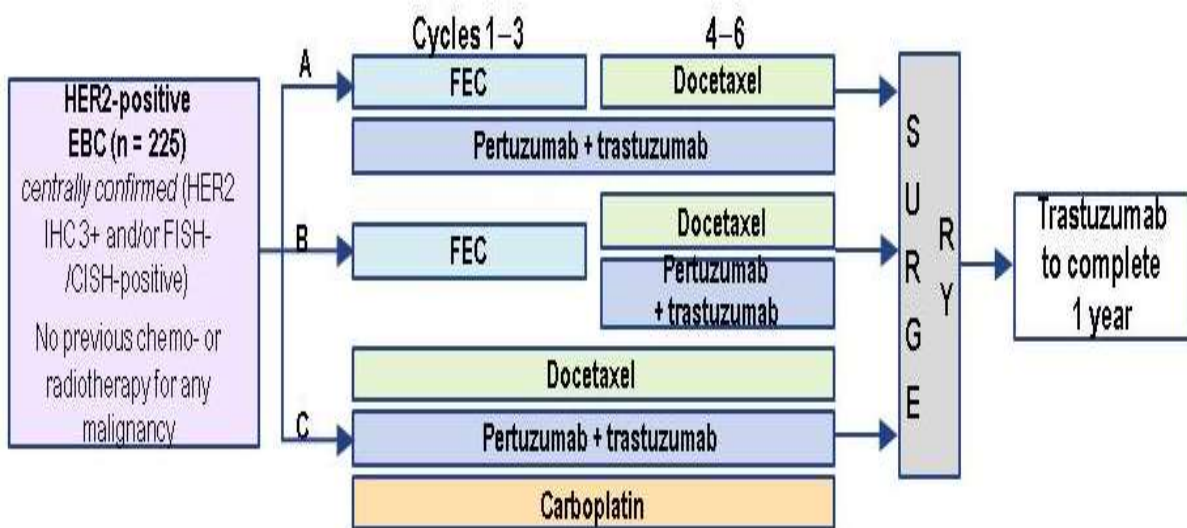 Cycles 1–3
4–6
HER2-positive
EBC (n = 225)
centrally confirmed (HER2
IHC 3+ and/or FISH-
/CISH-positive)
No previous chemo- or
radiotherapy for any
malignancy
A
FEC
Docetaxel
Pertuzumab + trastuzumab
B
FEC
Docetaxel
Pertuzumab
+ trastuzumab
C
Docetaxel
Pertuzumab + trastuzumab
Carboplatin
SURGE
RY
Trastuzumab
to complete
1 year